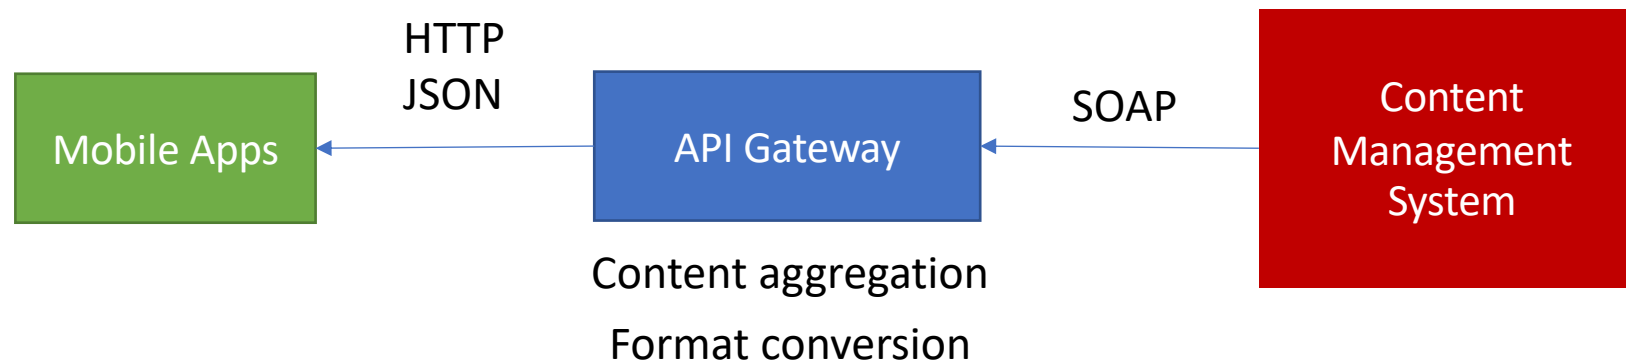 HTTP
JSON
Mobile Apps
API Gateway
Content aggregation
Format conversion
SOAP
Content
Management
System